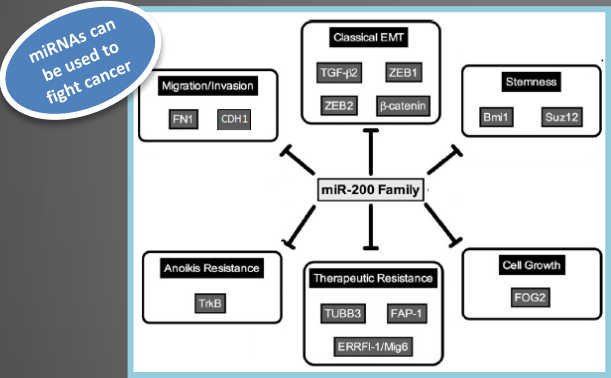 miRNAs can
be used to
fight cancer
Classical EMT
TGF-β2 ZEB1
ZEB2 β-catenin
Migration/Invasion
FN1 CDH1
Stemness
Bmi1 Suz12
miR-200 Family
Anoikis Resistance
TrkB
Therapeutic Resistance
TUBB3 FAP-1
ERRFI-1/Mig6
Cell Growth
FOG2